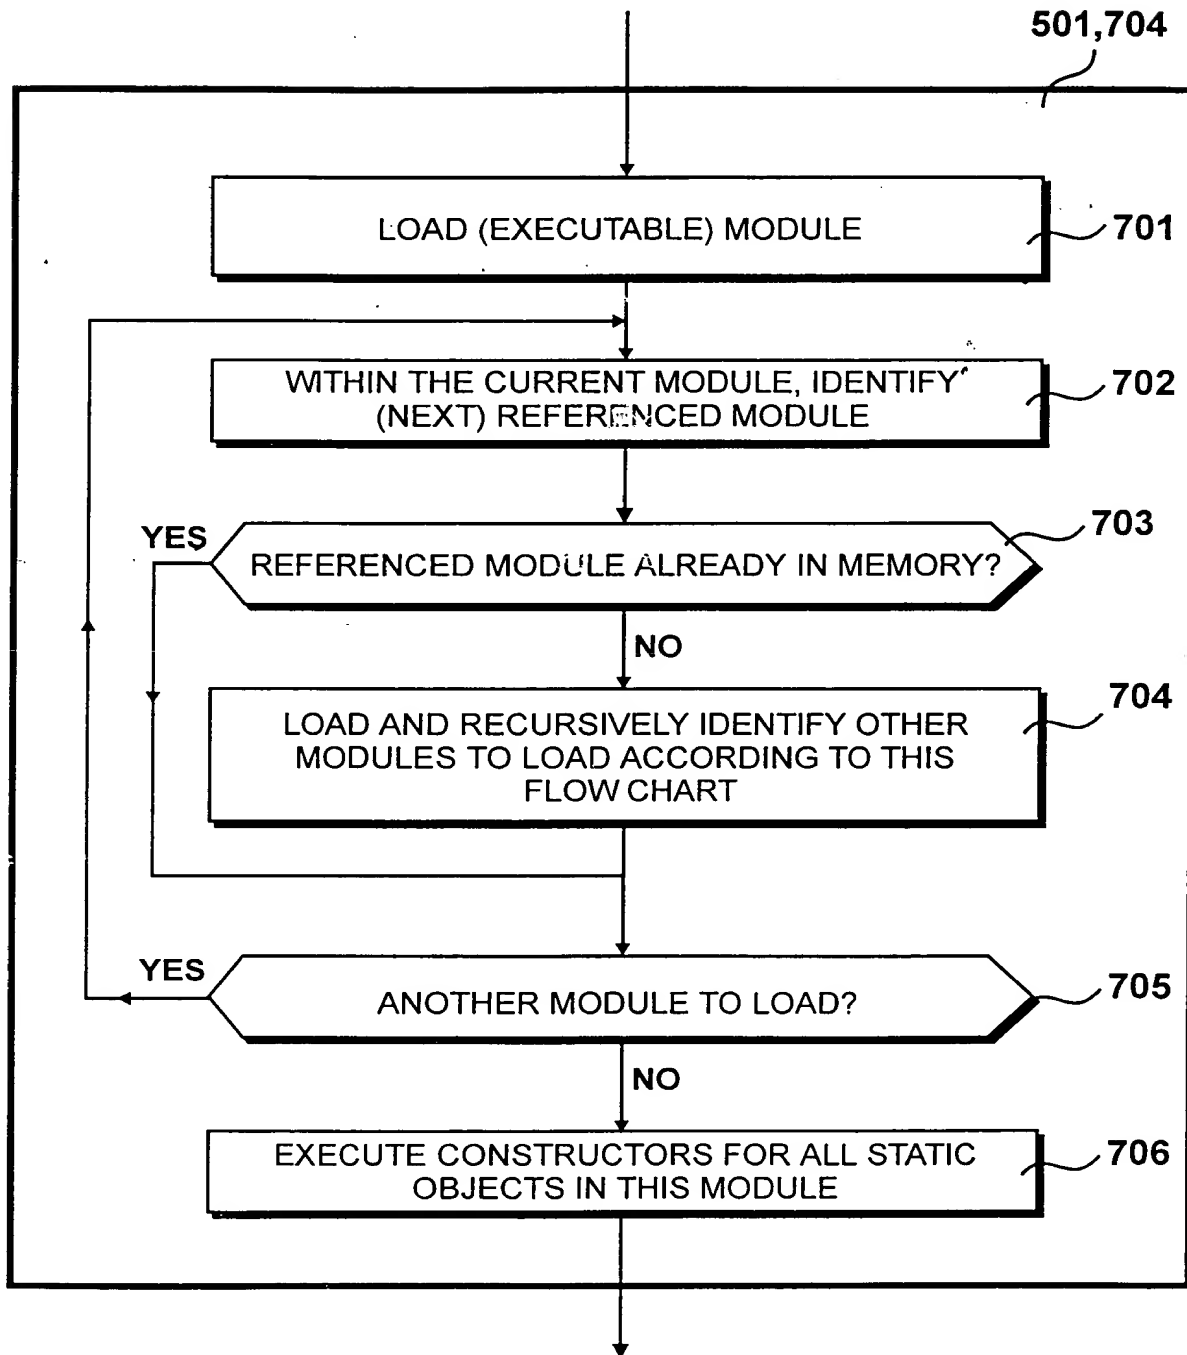 501,704
LOAD (EXECUTABLE) MODULE
701
WITHIN THE CURRENT MODULE, IDENTIFY
(NEXT) REFERENCED MODULE
702
YES
REFERENCED MODULE ALREADY IN MEMORY?
703
NO
LOAD AND RECURSIVELY IDENTIFY OTHER
MODULES TO LOAD ACCORDING TO THIS
FLOW CHART
704
YES
ANOTHER MODULE TO LOAD?
705
NO
EXECUTE CONSTRUCTORS FOR ALL STATIC
OBJECTS IN THIS MODULE
706